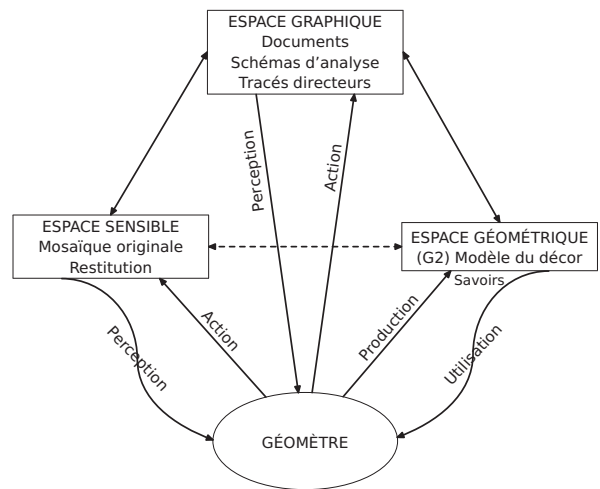 ESPACE GRAPHIQUE
Documents
Schémas d’analyse
Tracés directeurs
Perception
Action
ESPACE SENSIBLE
Mosaïque originale
Restitution
ESPACE GÉOMÉTRIQUE
(G2) Modèle du décor
Savoirs
Perception
Action
Production
Utilisation
GÉOMÈTRE